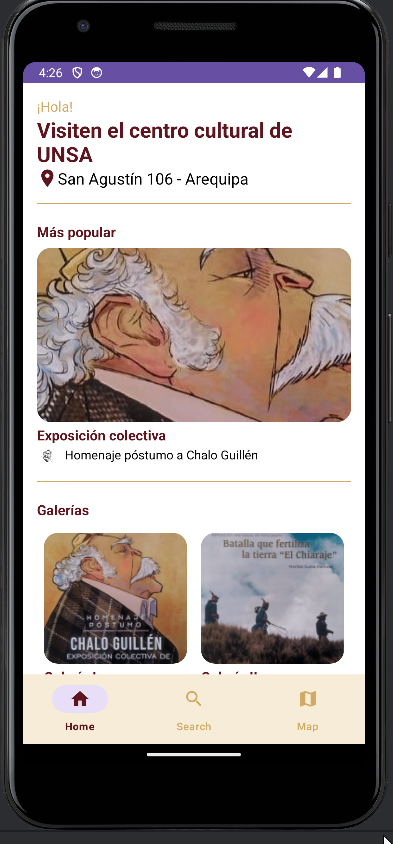 4:26
¡Hola!
Visiten el centro cultural de
UNSA
San Agustín 106 - Arequipa
Más popular
Exposición colectiva
Homenaje póstumo a Chalo Guillén
Galerías
HOMENAJE
PÓSTUMO
CHALO GUILLÉN
EXPOSICIÓN COLECTIVA DE
Batalla que fertiliza
la tierra "El Chiaraje"
Home
Search
Map